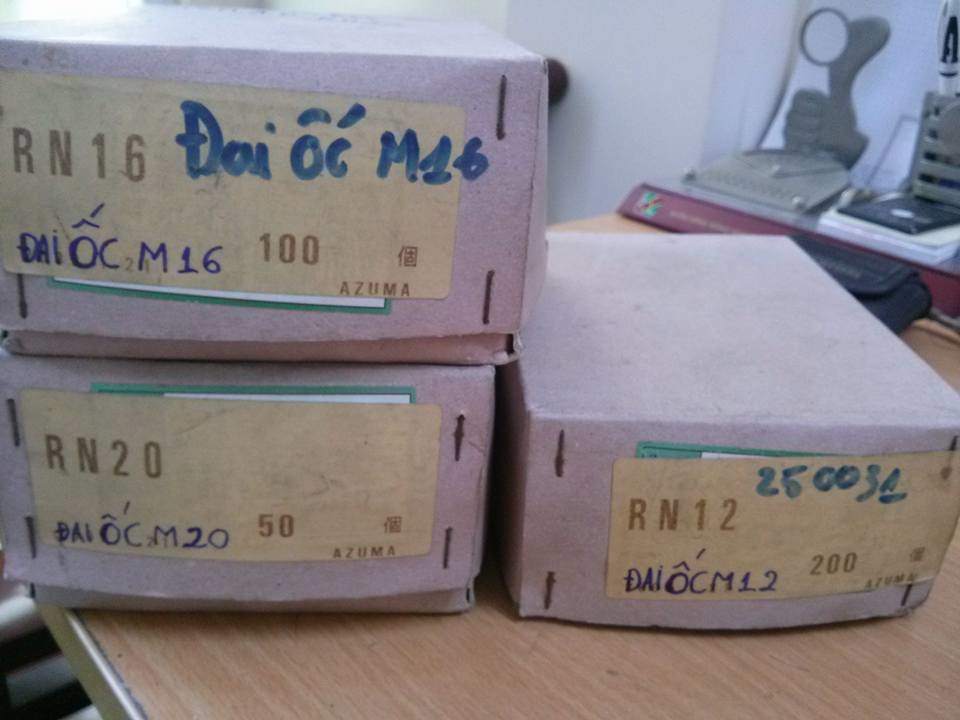 RN16 Đai ốc M16
ĐAI ỐC M16 100 個
AZUMA
RN20
ĐAI ỐC M20 50 個
AZUMA
250031
RN12
ĐAI ỐC M12 200 個
AZUMA